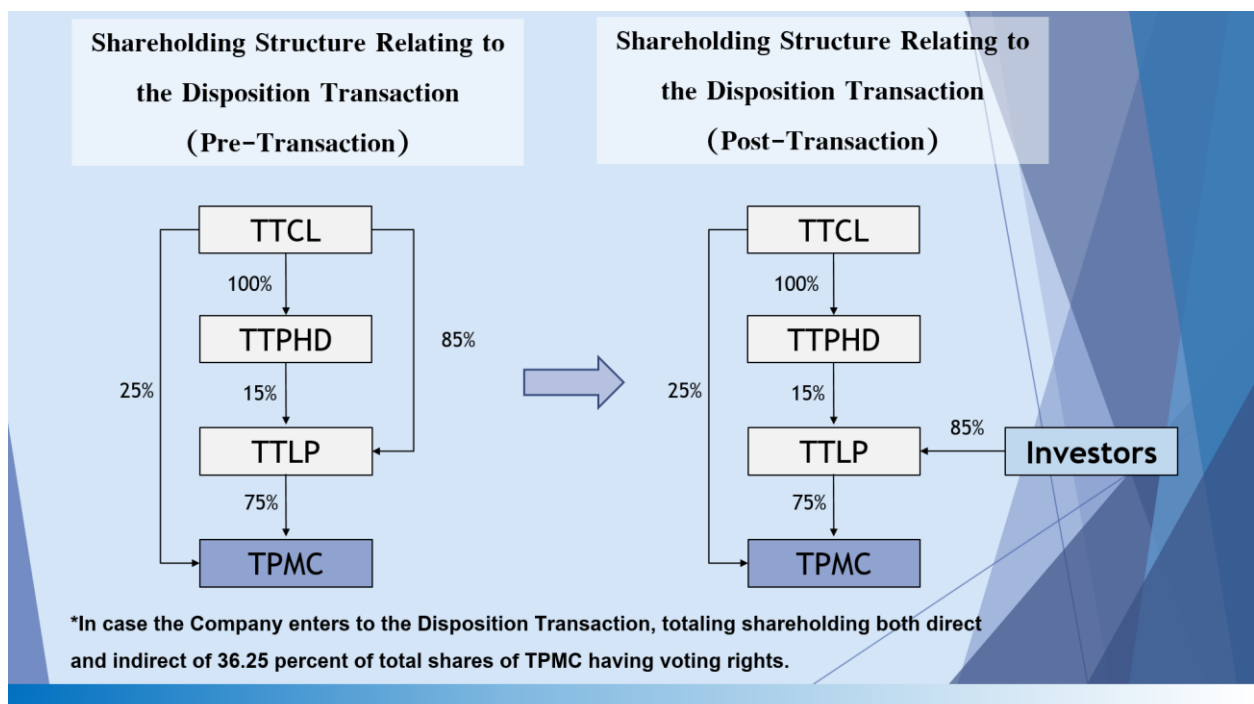 Shareholding Structure Relating to
the Disposition Transaction
(Pre-Transaction)
Shareholding Structure Relating to
the Disposition Transaction
(Post-Transaction)
TTCL
100%
TTPHD
85%
25%
15%
TTLP
75%
TPMC
TTCL
100%
TTPHD
25%
15%
85%
TTLP
Investors
75%
TPMC
*In case the Company enters to the Disposition Transaction, totaling shareholding both direct
and indirect of 36.25 percent of total shares of TPMC having voting rights.